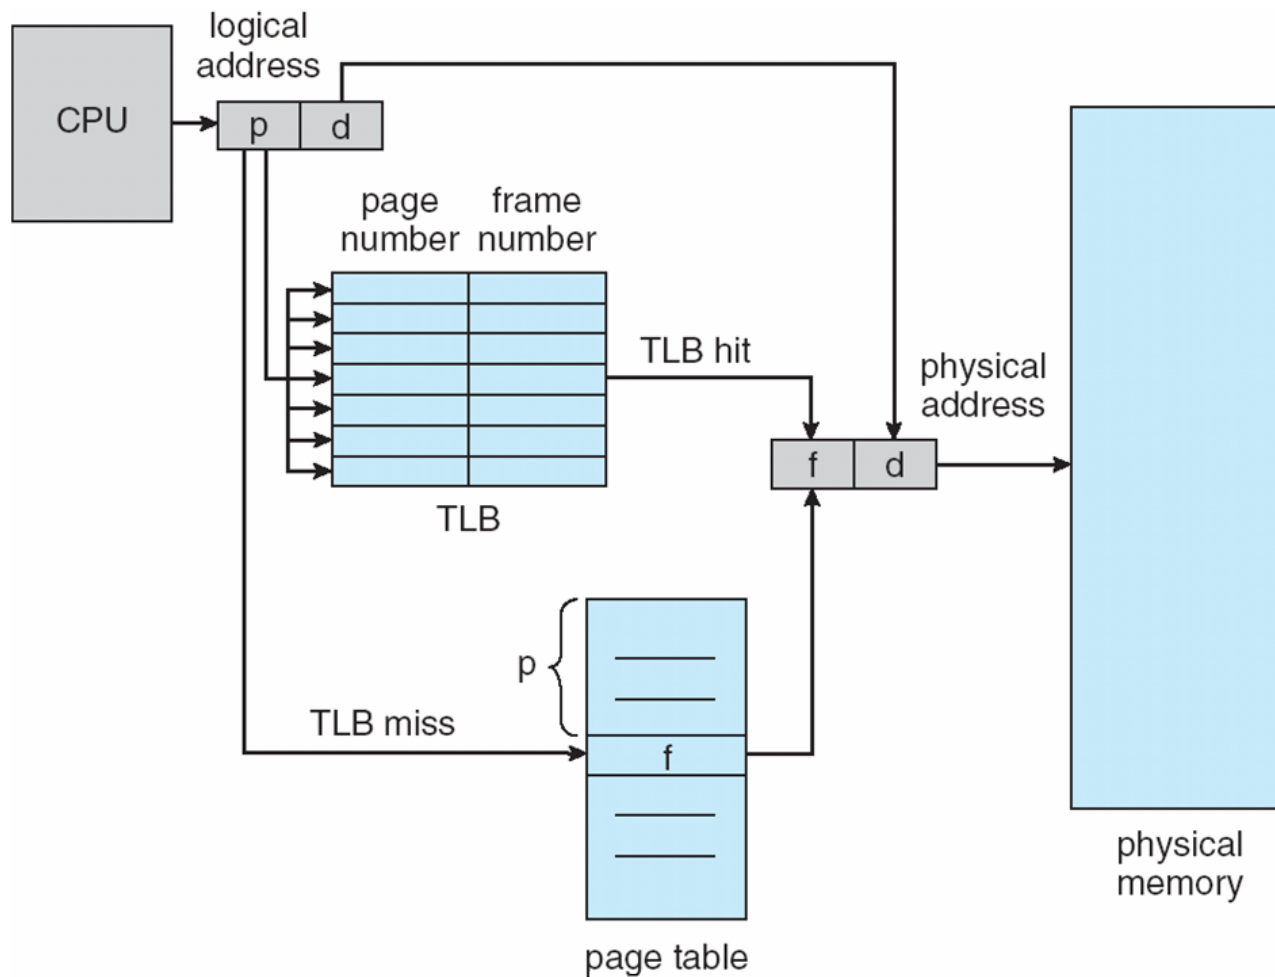 logical
address
CPU
p
d
page
number
frame
number
TLB hit
physical
address
f
d
TLB
p
TLB miss
f
physical
memory
page table